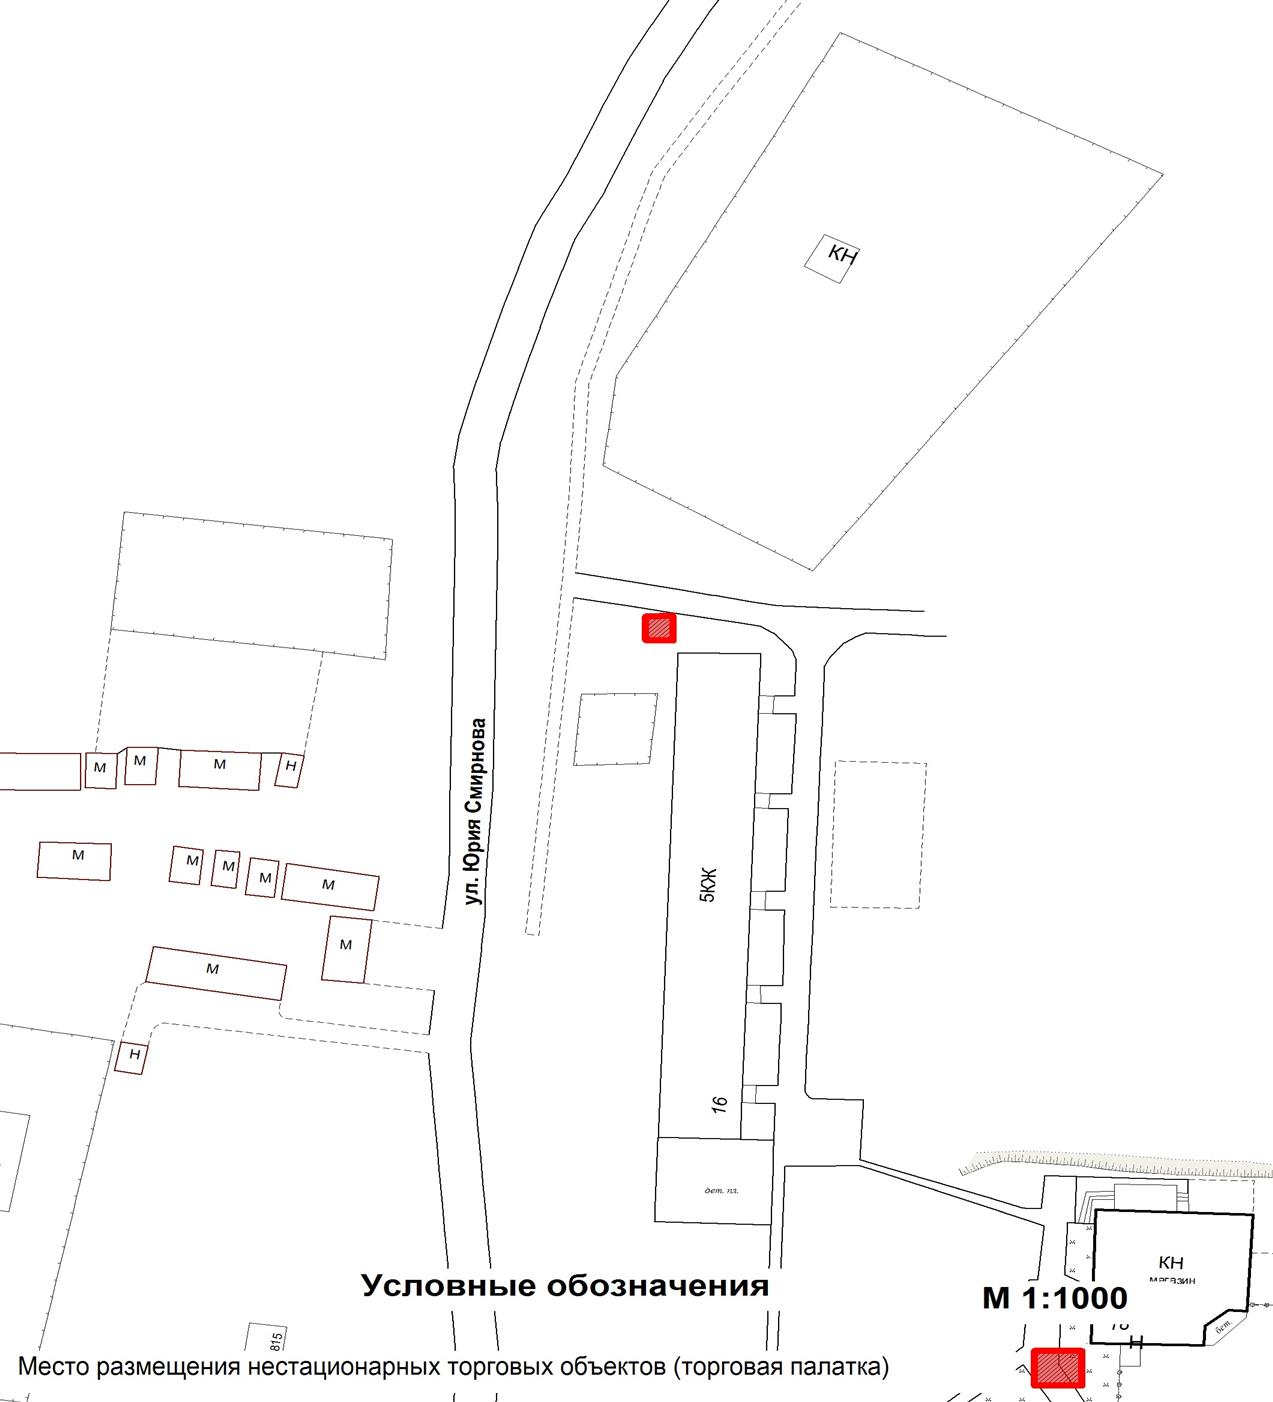 КН
М
М
М
Н
ул. Юрия Смирнова
М
М
М
М
М
5КЖ
М
М
Н
16
дет. пл.
КН
магазин
Условные обозначения
М 1:1000
дет.
815
Н
Место размещения нестационарных торговых объектов (торговая палатка)